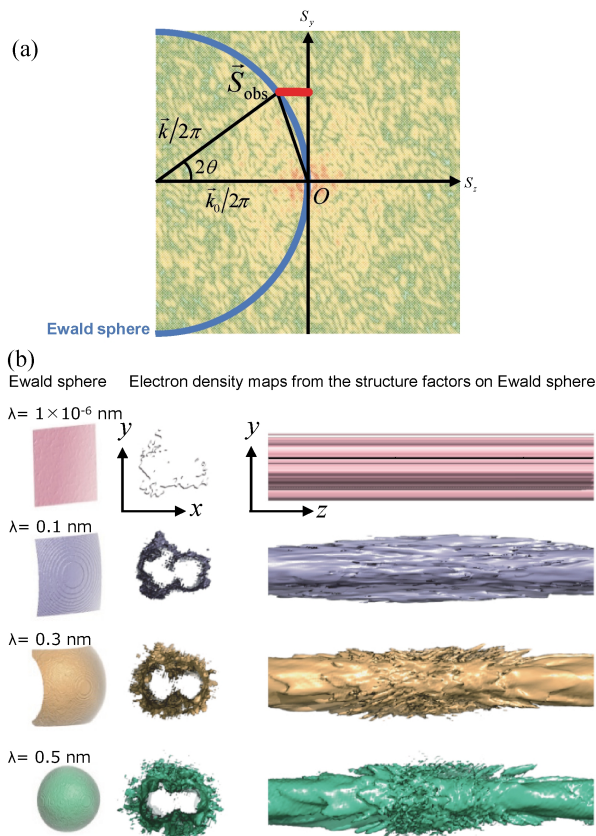 (a)
S_y
S⃗_obs
k⃗/2π
2θ
S_z
k⃗_0/2π
O
Ewald sphere
(b)
Ewald sphere Electron density maps from the structure factors on Ewald sphere
λ= 1×10⁻⁶ nm
y y
x z
λ= 0.1 nm
λ= 0.3 nm
λ= 0.5 nm